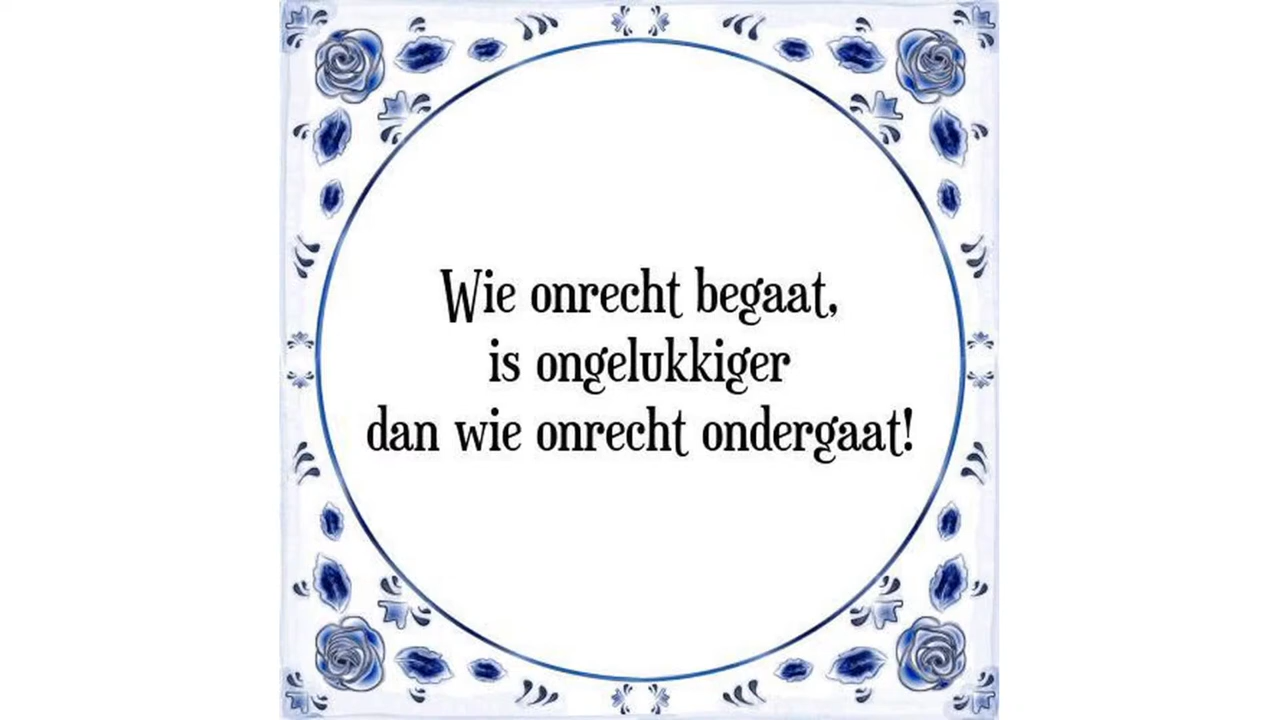 Wie onrecht begaat,
is ongelukkiger
dan wie onrecht ondergaat!